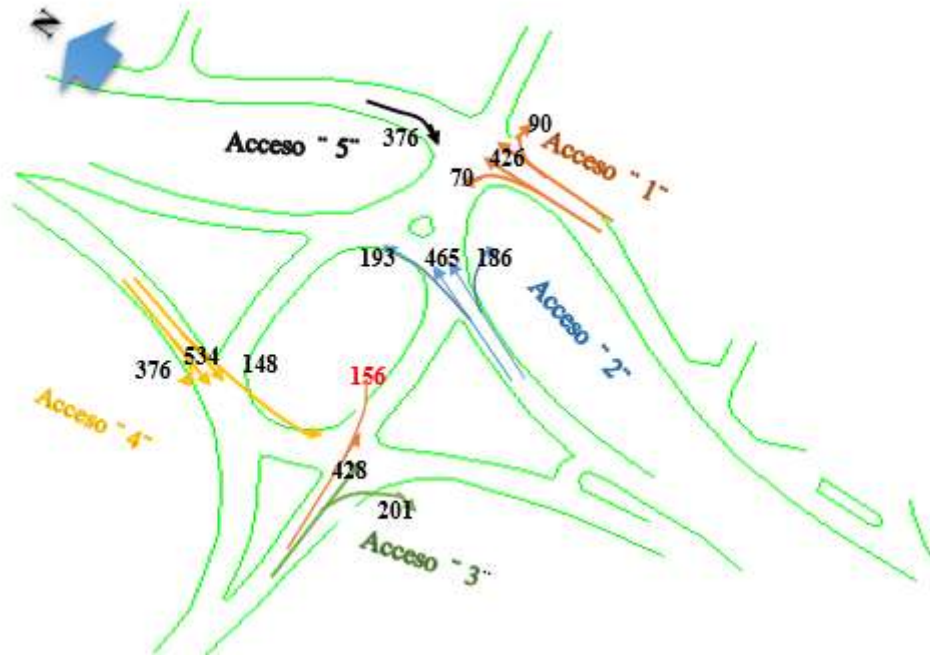 N
90
Acceso ¨ 5¨
376
Acceso ¨ 1¨
426
70
193
465
186
Acceso ¨ 2¨
534
376
148
156
Acceso ¨4¨
428
201
Acceso ¨ 3¨